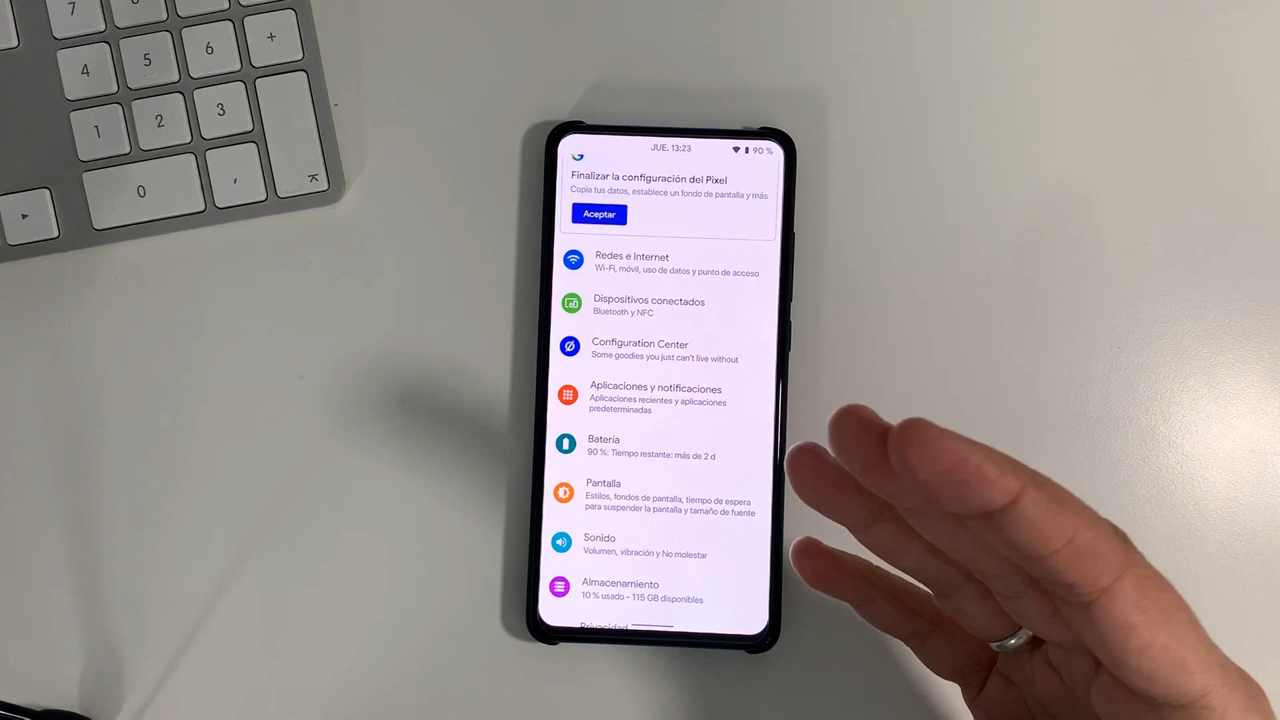 7
4
5
6
+
1
2
3
0
,
JUE. 13:23
90 %
Finalizar la configuración del Pixel
Copia tus datos, establece un fondo de pantalla y más
Aceptar
Redes e Internet
Wi-Fi, móvil, uso de datos y punto de acceso
Dispositivos conectados
Bluetooth y NFC
Configuration Center
Some goodies you just can't live without
Aplicaciones y notificaciones
Aplicaciones recientes y aplicaciones
predeterminadas
Batería
90 %: Tiempo restante: más de 2 d
Pantalla
Estilos, fondos de pantalla, tiempo de espera
para suspender la pantalla y tamaño de fuente
Sonido
Volumen, vibración y No molestar
Almacenamiento
10 % usado - 115 GB disponibles
Privacidad